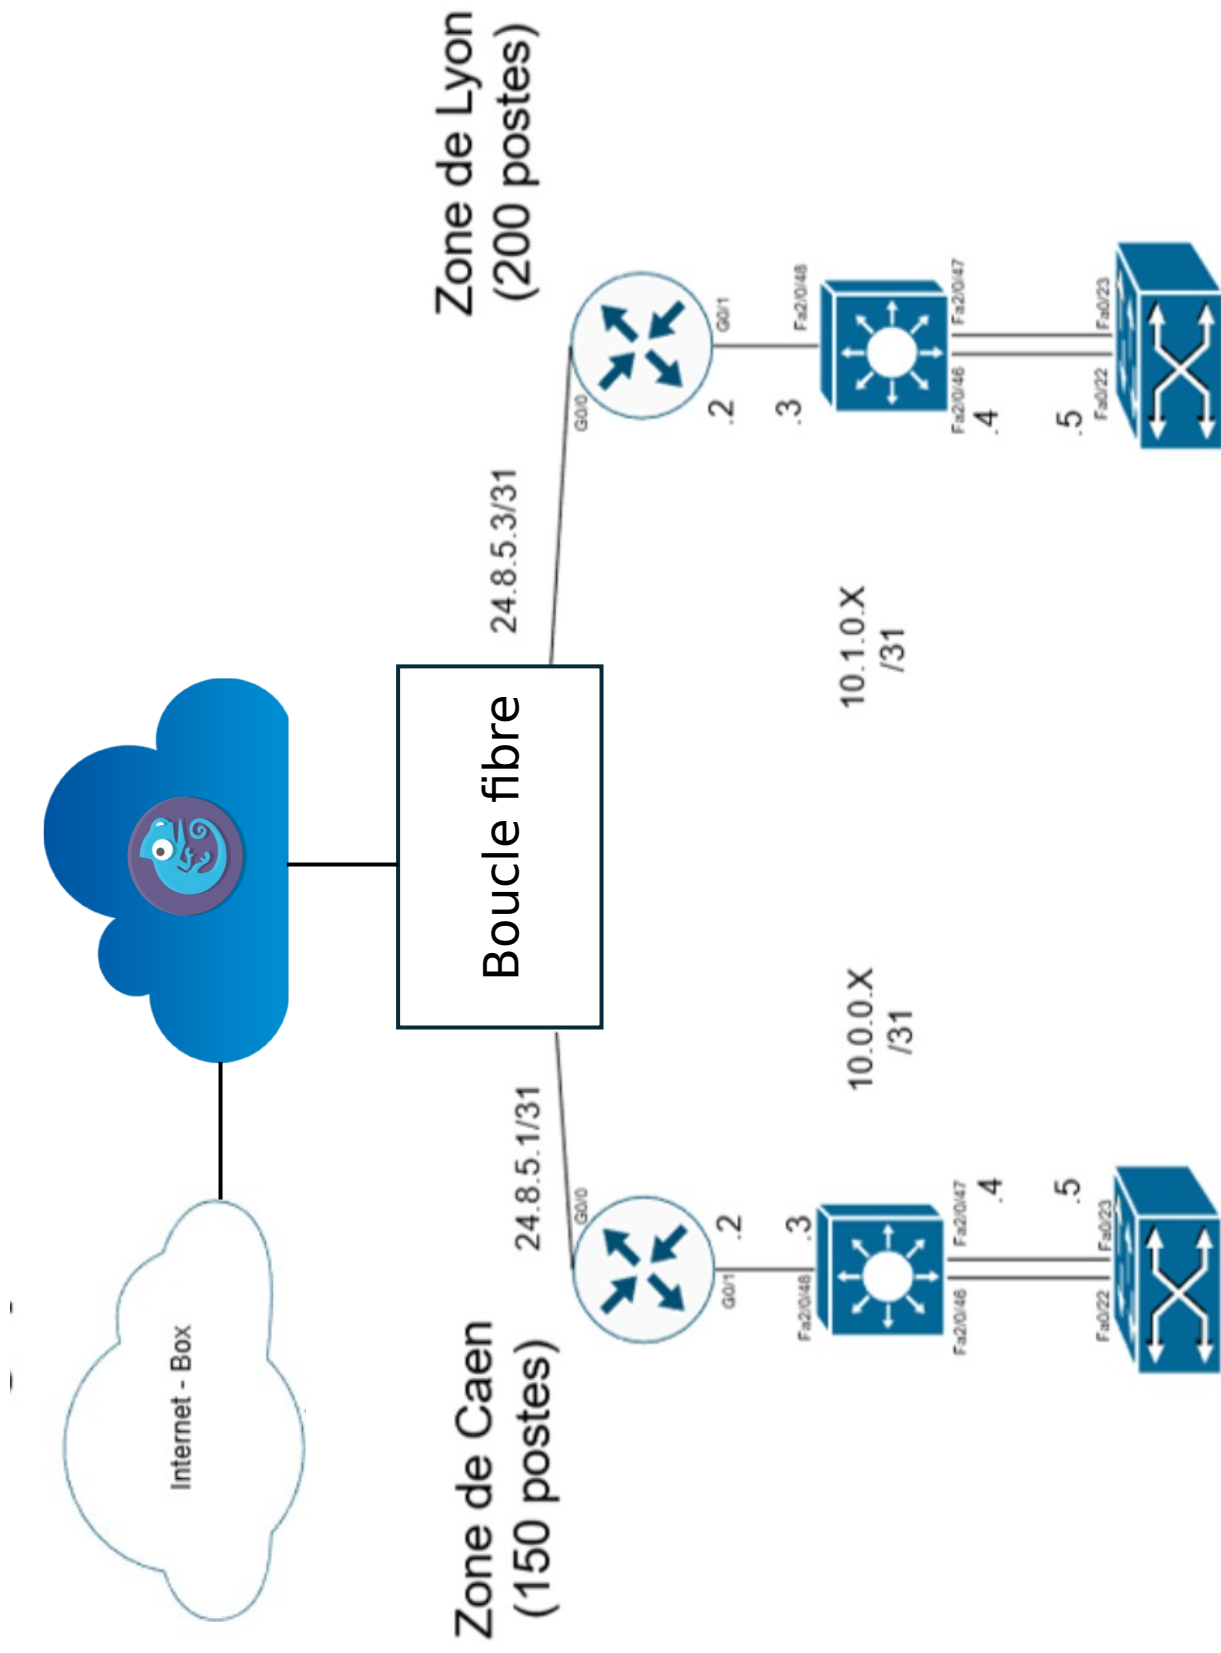 Internet - Box
Boucle fibre
Zone de Caen
(150 postes)
24.8.5.1/31
G0/0
G0/1
.2
.3
Fa2/0/48
10.0.0.X
/31
Fa2/0/46
Fa2/0/47
.4
.5
Fa0/22
Fa0/23
Zone de Lyon
(200 postes)
24.8.5.3/31
G0/0
G0/1
.2
.3
Fa2/0/48
10.1.0.X
/31
Fa2/0/46
Fa2/0/47
.4
.5
Fa0/22
Fa0/23